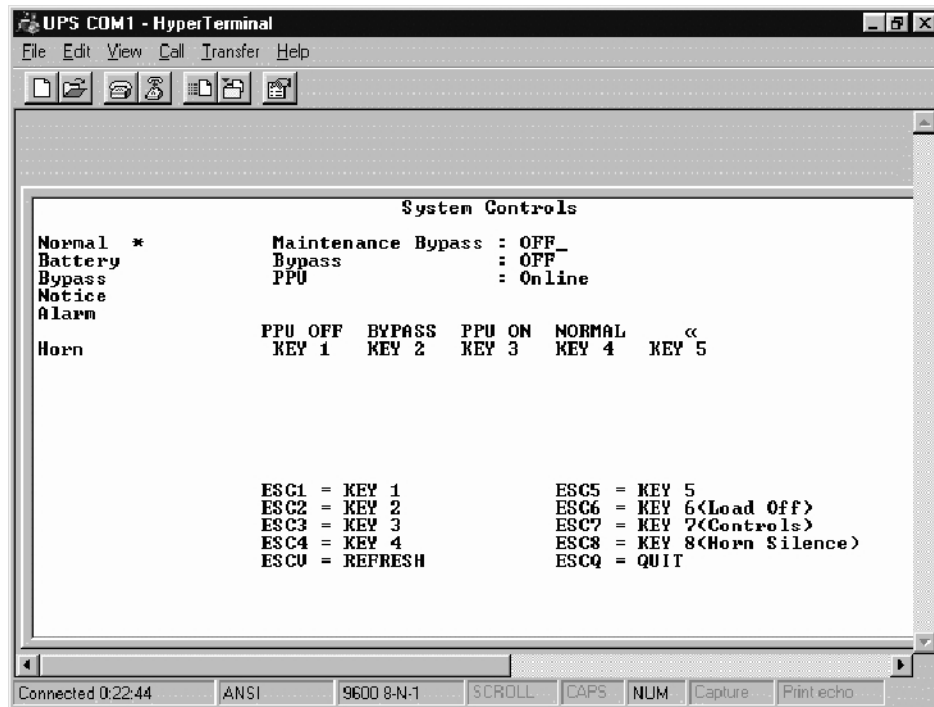 UPS COM1 - HyperTerminal
File Edit View Call Transfer Help
System Controls
Normal * Maintenance Bypass : OFF_
Battery Bypass : OFF
Bypass PPU : Online
Notice
Alarm
PPU OFF BYPASS PPU ON NORMAL «
Horn KEY 1 KEY 2 KEY 3 KEY 4 KEY 5
ESC1 = KEY 1 ESC5 = KEY 5
ESC2 = KEY 2 ESC6 = KEY 6(Load Off)
ESC3 = KEY 3 ESC7 = KEY 7(Controls)
ESC4 = KEY 4 ESC8 = KEY 8(Horn Silence)
ESCV = REFRESH ESCQ = QUIT
Connected 0:22:44 ANSI 9600 8-N-1 SCROLL CAPS NUM Capture Print echo